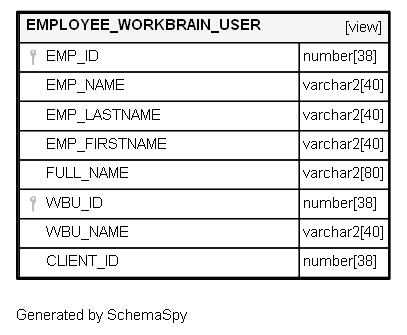 EMPLOYEE_WORKBRAIN_USER [view]
EMP_ID number[38]
EMP_NAME varchar2[40]
EMP_LASTNAME varchar2[40]
EMP_FIRSTNAME varchar2[40]
FULL_NAME varchar2[80]
WBU_ID number[38]
WBU_NAME varchar2[40]
CLIENT_ID number[38]
Generated by SchemaSpy